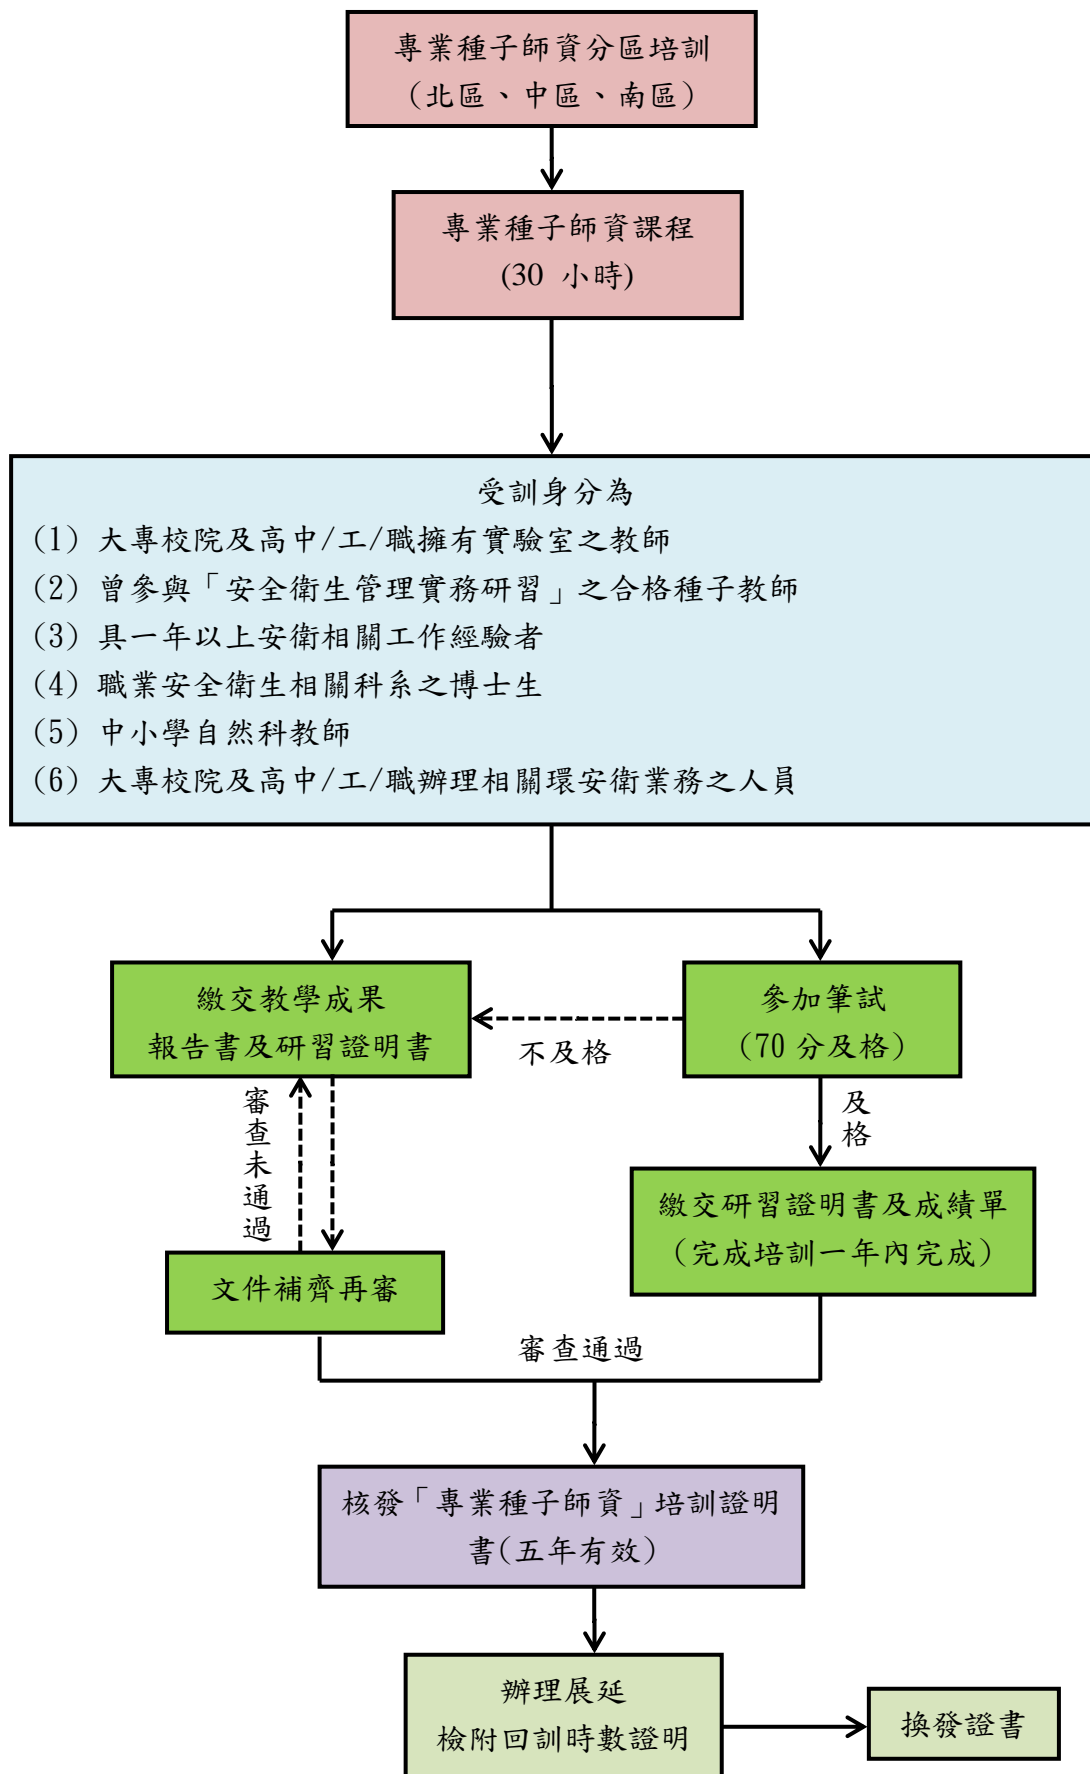 專業種子師資分區培訓
（北區、中區、南區）
專業種子師資課程
(30 小時)
受訓身分為
(1) 大專校院及高中/工/職擁有實驗室之教師
(2) 曾參與「安全衛生管理實務研習」之合格種子教師
(3) 具一年以上安衛相關工作經驗者
(4) 職業安全衛生相關科系之博士生
(5) 中小學自然科教師
(6) 大專校院及高中/工/職辦理相關環安衛業務之人員
繳交教學成果
報告書及研習證明書
不及格
參加筆試
（70 分及格）
審查未通過
及格
繳交研習證明書及成績單
（完成培訓一年內完成）
文件補齊再審
審查通過
核發「專業種子師資」培訓證明
書(五年有效)
辦理展延
檢附回訓時數證明
換發證書